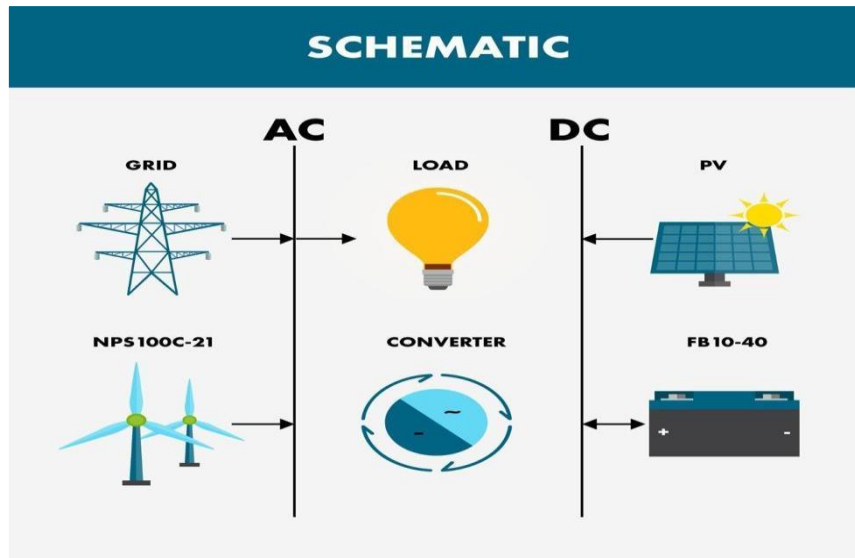 SCHEMATIC
AC
DC
GRID
LOAD
PV
NPS100C-21
CONVERTER
FB10-40
~
-
+
-